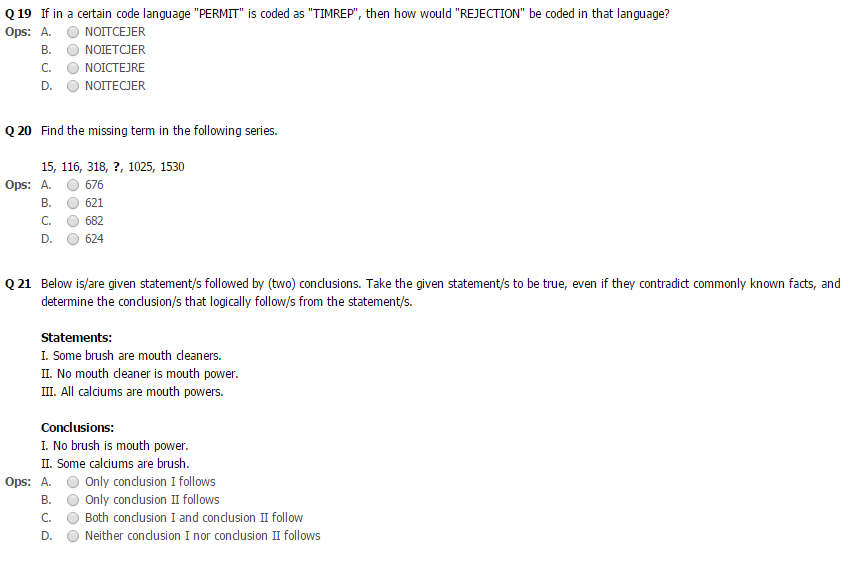 Q 19 If in a certain code language "PERMIT" is coded as "TIMREP", then how would "REJECTION" be coded in that language?
Ops: A. NOITCEJER
B. NOIETCJER
C. NOICTEJRE
D. NOITECJER
Q 20 Find the missing term in the following series.
15, 116, 318, ?, 1025, 1530
Ops: A. 676
B. 621
C. 682
D. 624
Q 21 Below is/are given statement/s followed by (two) conclusions. Take the given statement/s to be true, even if they contradict commonly known facts, and
determine the conclusion/s that logically follow/s from the statement/s.
Statements:
I. Some brush are mouth cleaners.
II. No mouth cleaner is mouth power.
III. All calciums are mouth powers.
Conclusions:
I. No brush is mouth power.
II. Some calciums are brush.
Ops: A. Only conclusion I follows
B. Only conclusion II follows
C. Both conclusion I and conclusion II follow
D. Neither conclusion I nor conclusion II follows